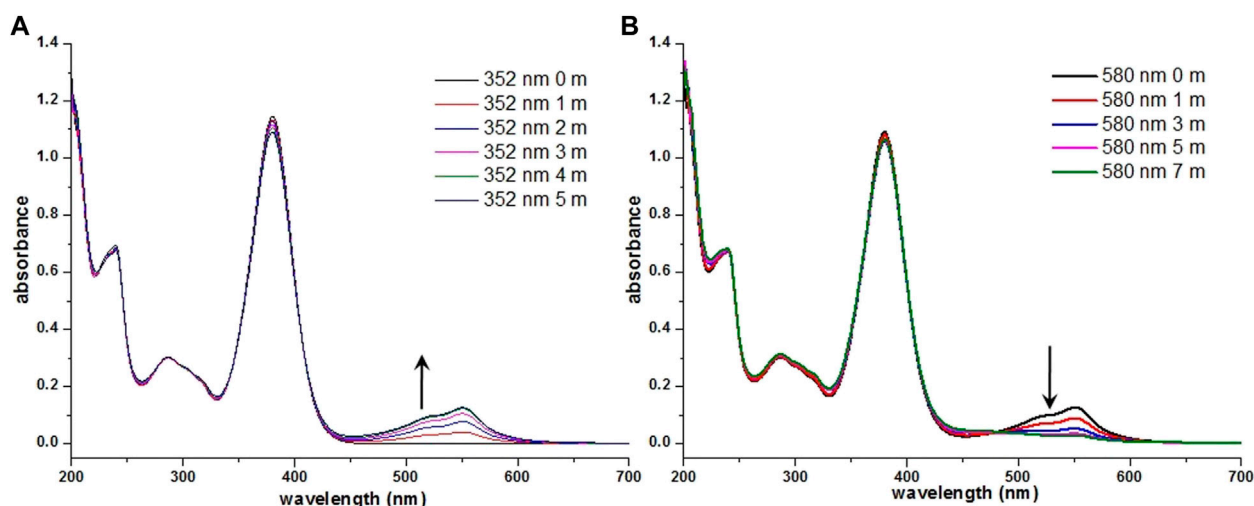 A
1.4
1.2
1.0
0.8
0.6
0.4
0.2
0.0
absorbance
352 nm 0 m
352 nm 1 m
352 nm 2 m
352 nm 3 m
352 nm 4 m
352 nm 5 m
200 300 400 500 600 700
wavelength (nm)
B
1.4
1.2
1.0
0.8
0.6
0.4
0.2
0.0
absorbance
580 nm 0 m
580 nm 1 m
580 nm 3 m
580 nm 5 m
580 nm 7 m
200 300 400 500 600 700
wavelength (nm)